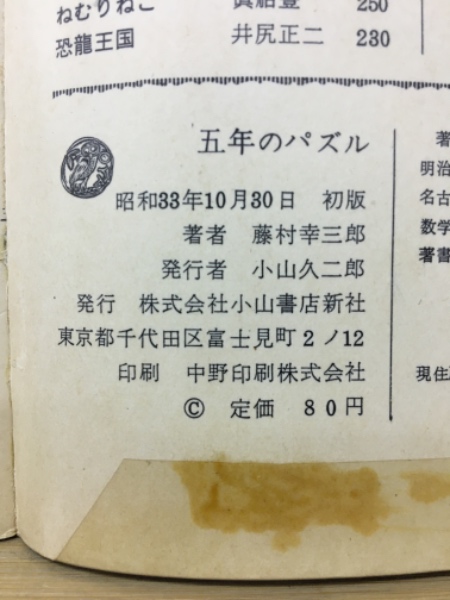 ねむりねこ 眞船豊 250
恐龍王国 井尻正二 230
五年のパズル
昭和33年10月30日 初版
著者 藤村幸三郎
発行者 小山久二郎
発行 株式会社小山書店新社
東京都千代田区富士見町2ノ12
印刷 中野印刷株式会社
© 定価 80円
著
明治
名古
数学
著書
現住